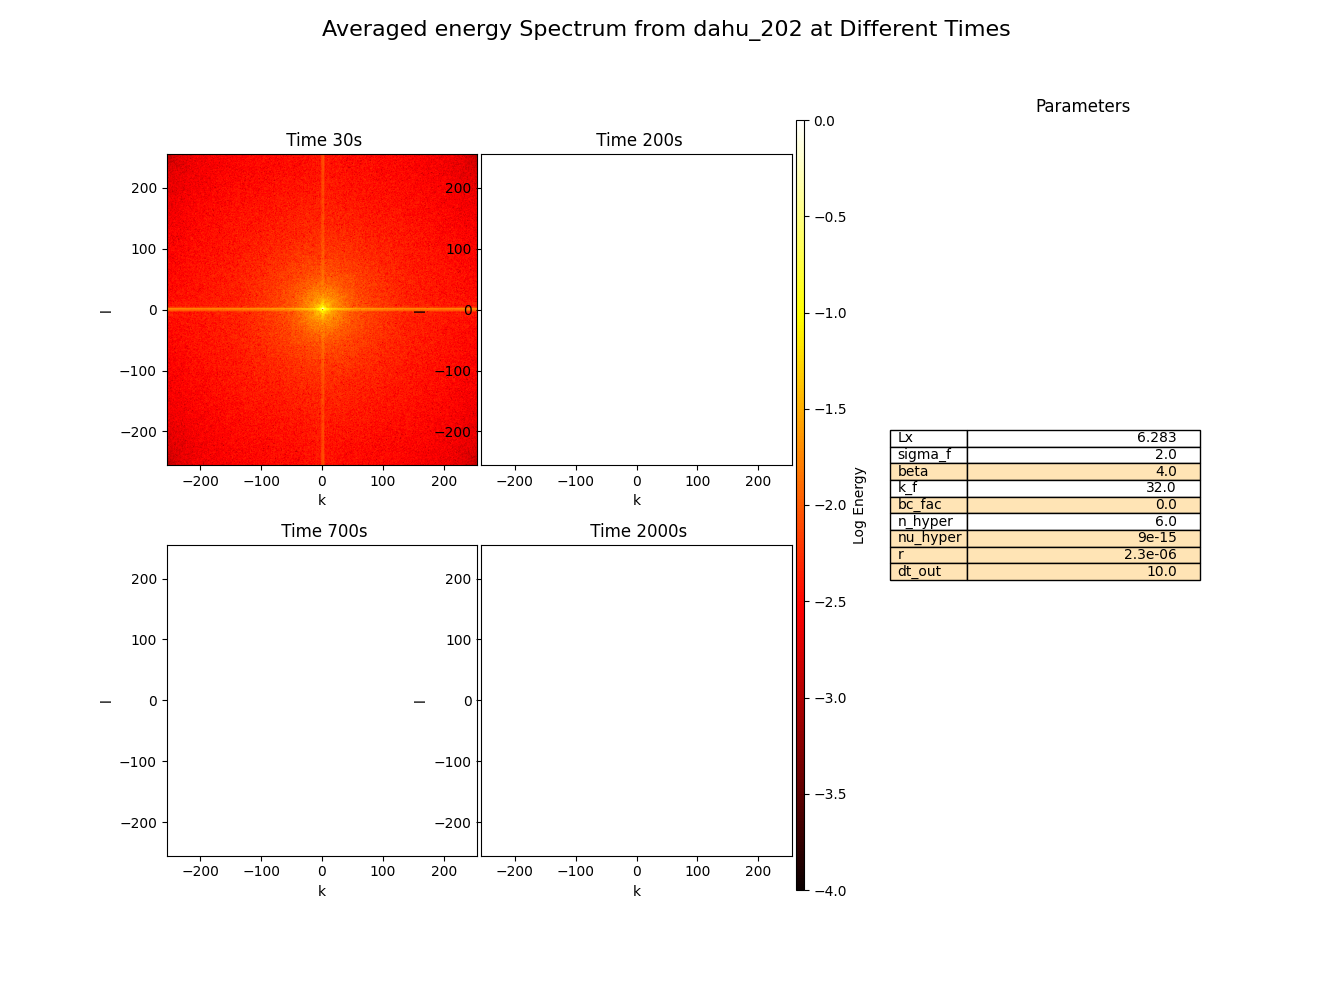 Averaged energy Spectrum from dahu_202 at Different Times
Parameters
Time 30s
Time 200s
200
100
0
−100
−200
l
−200 −100 0 100 200
k
200
100
0
−100
−200
l
−200 −100 0 100 200
k
Time 700s
Time 2000s
200
100
0
−100
−200
l
−200 −100 0 100 200
k
200
100
0
−100
−200
l
−200 −100 0 100 200
k
0.0
−0.5
−1.0
−1.5
−2.0
−2.5
−3.0
−3.5
−4.0
Log Energy
Lx 6.283
sigma_f 2.0
beta 4.0
k_f 32.0
bc_fac 0.0
n_hyper 6.0
nu_hyper 9e-15
r 2.3e-06
dt_out 10.0